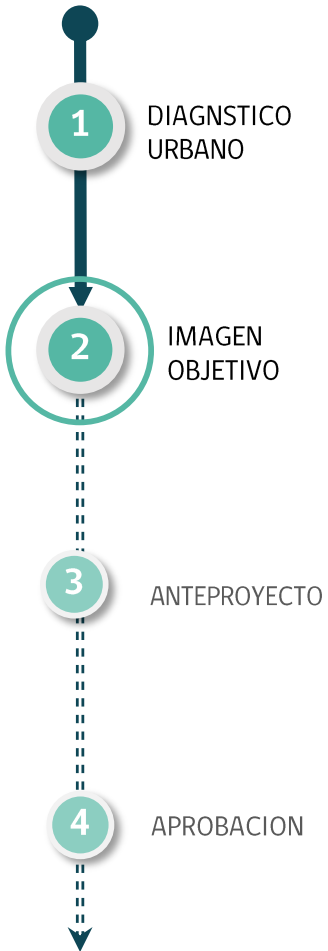 1
DIAGNSTICO
URBANO
2
IMAGEN
OBJETIVO
3
ANTEPROYECTO
4
APROBACION